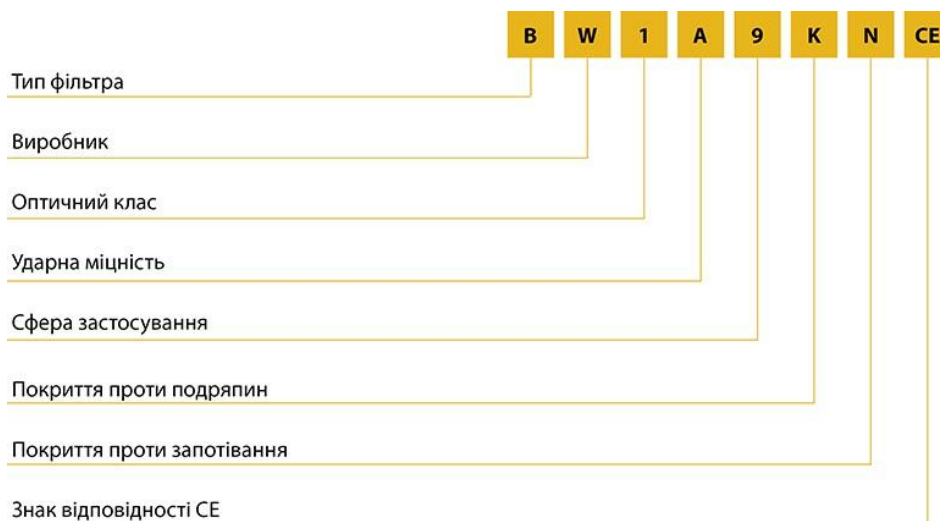 B W 1 A 9 K N CE
Тип фільтра
Виробник
Оптичний клас
Ударна міцність
Сфера застосування
Покриття проти подряпин
Покриття проти запотівання
Знак відповідності CE